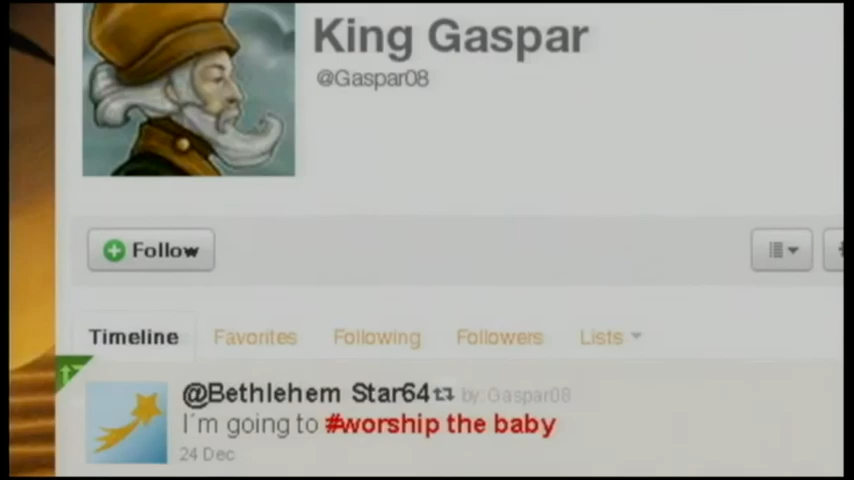 King Gaspar
@Gaspar08
Follow
Timeline Favorites Following Followers Lists
@Bethlehem Star64 by: Gaspar08
I´m going to #worship the baby
24 Dec